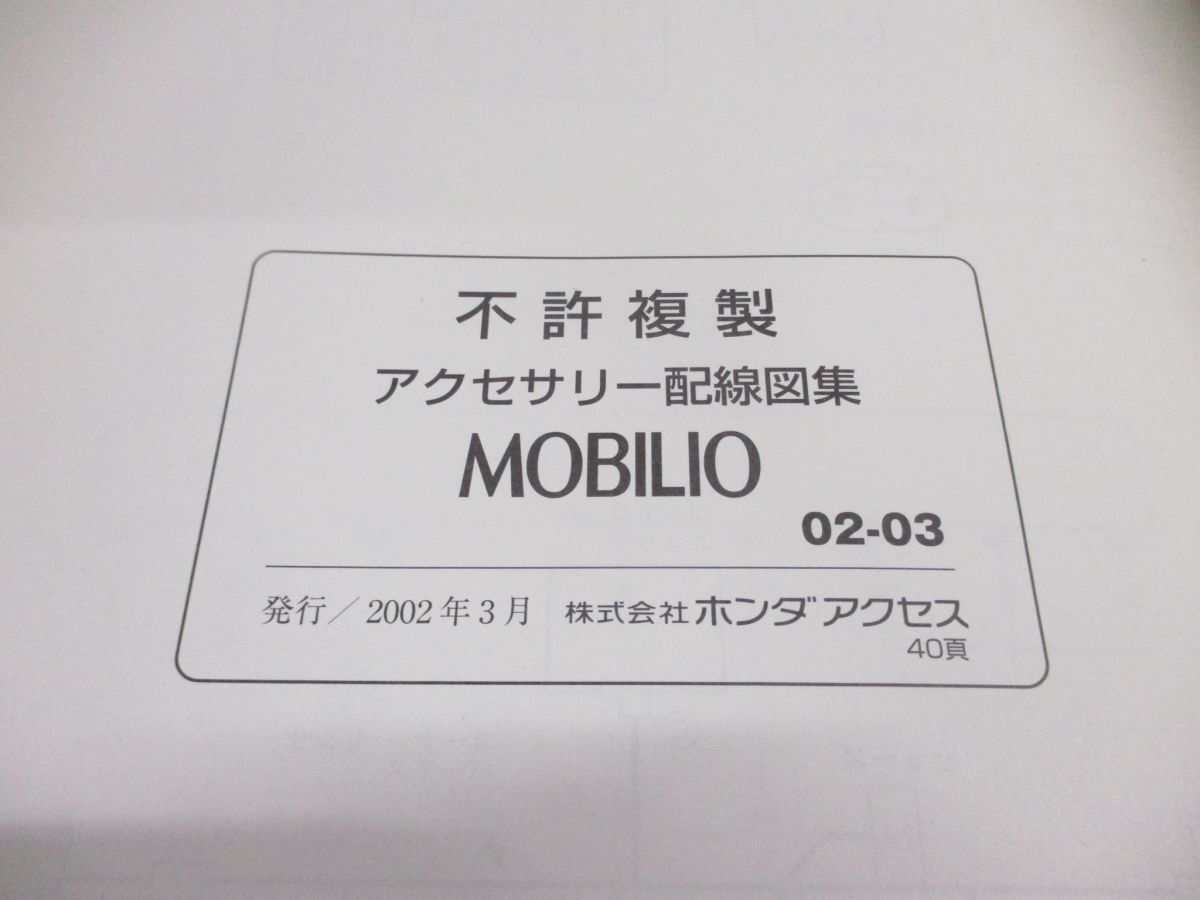 不許複製
アクセサリー配線図集
MOBILIO
02-03
発行/2002年3月 株式会社ホンダアクセス
40頁